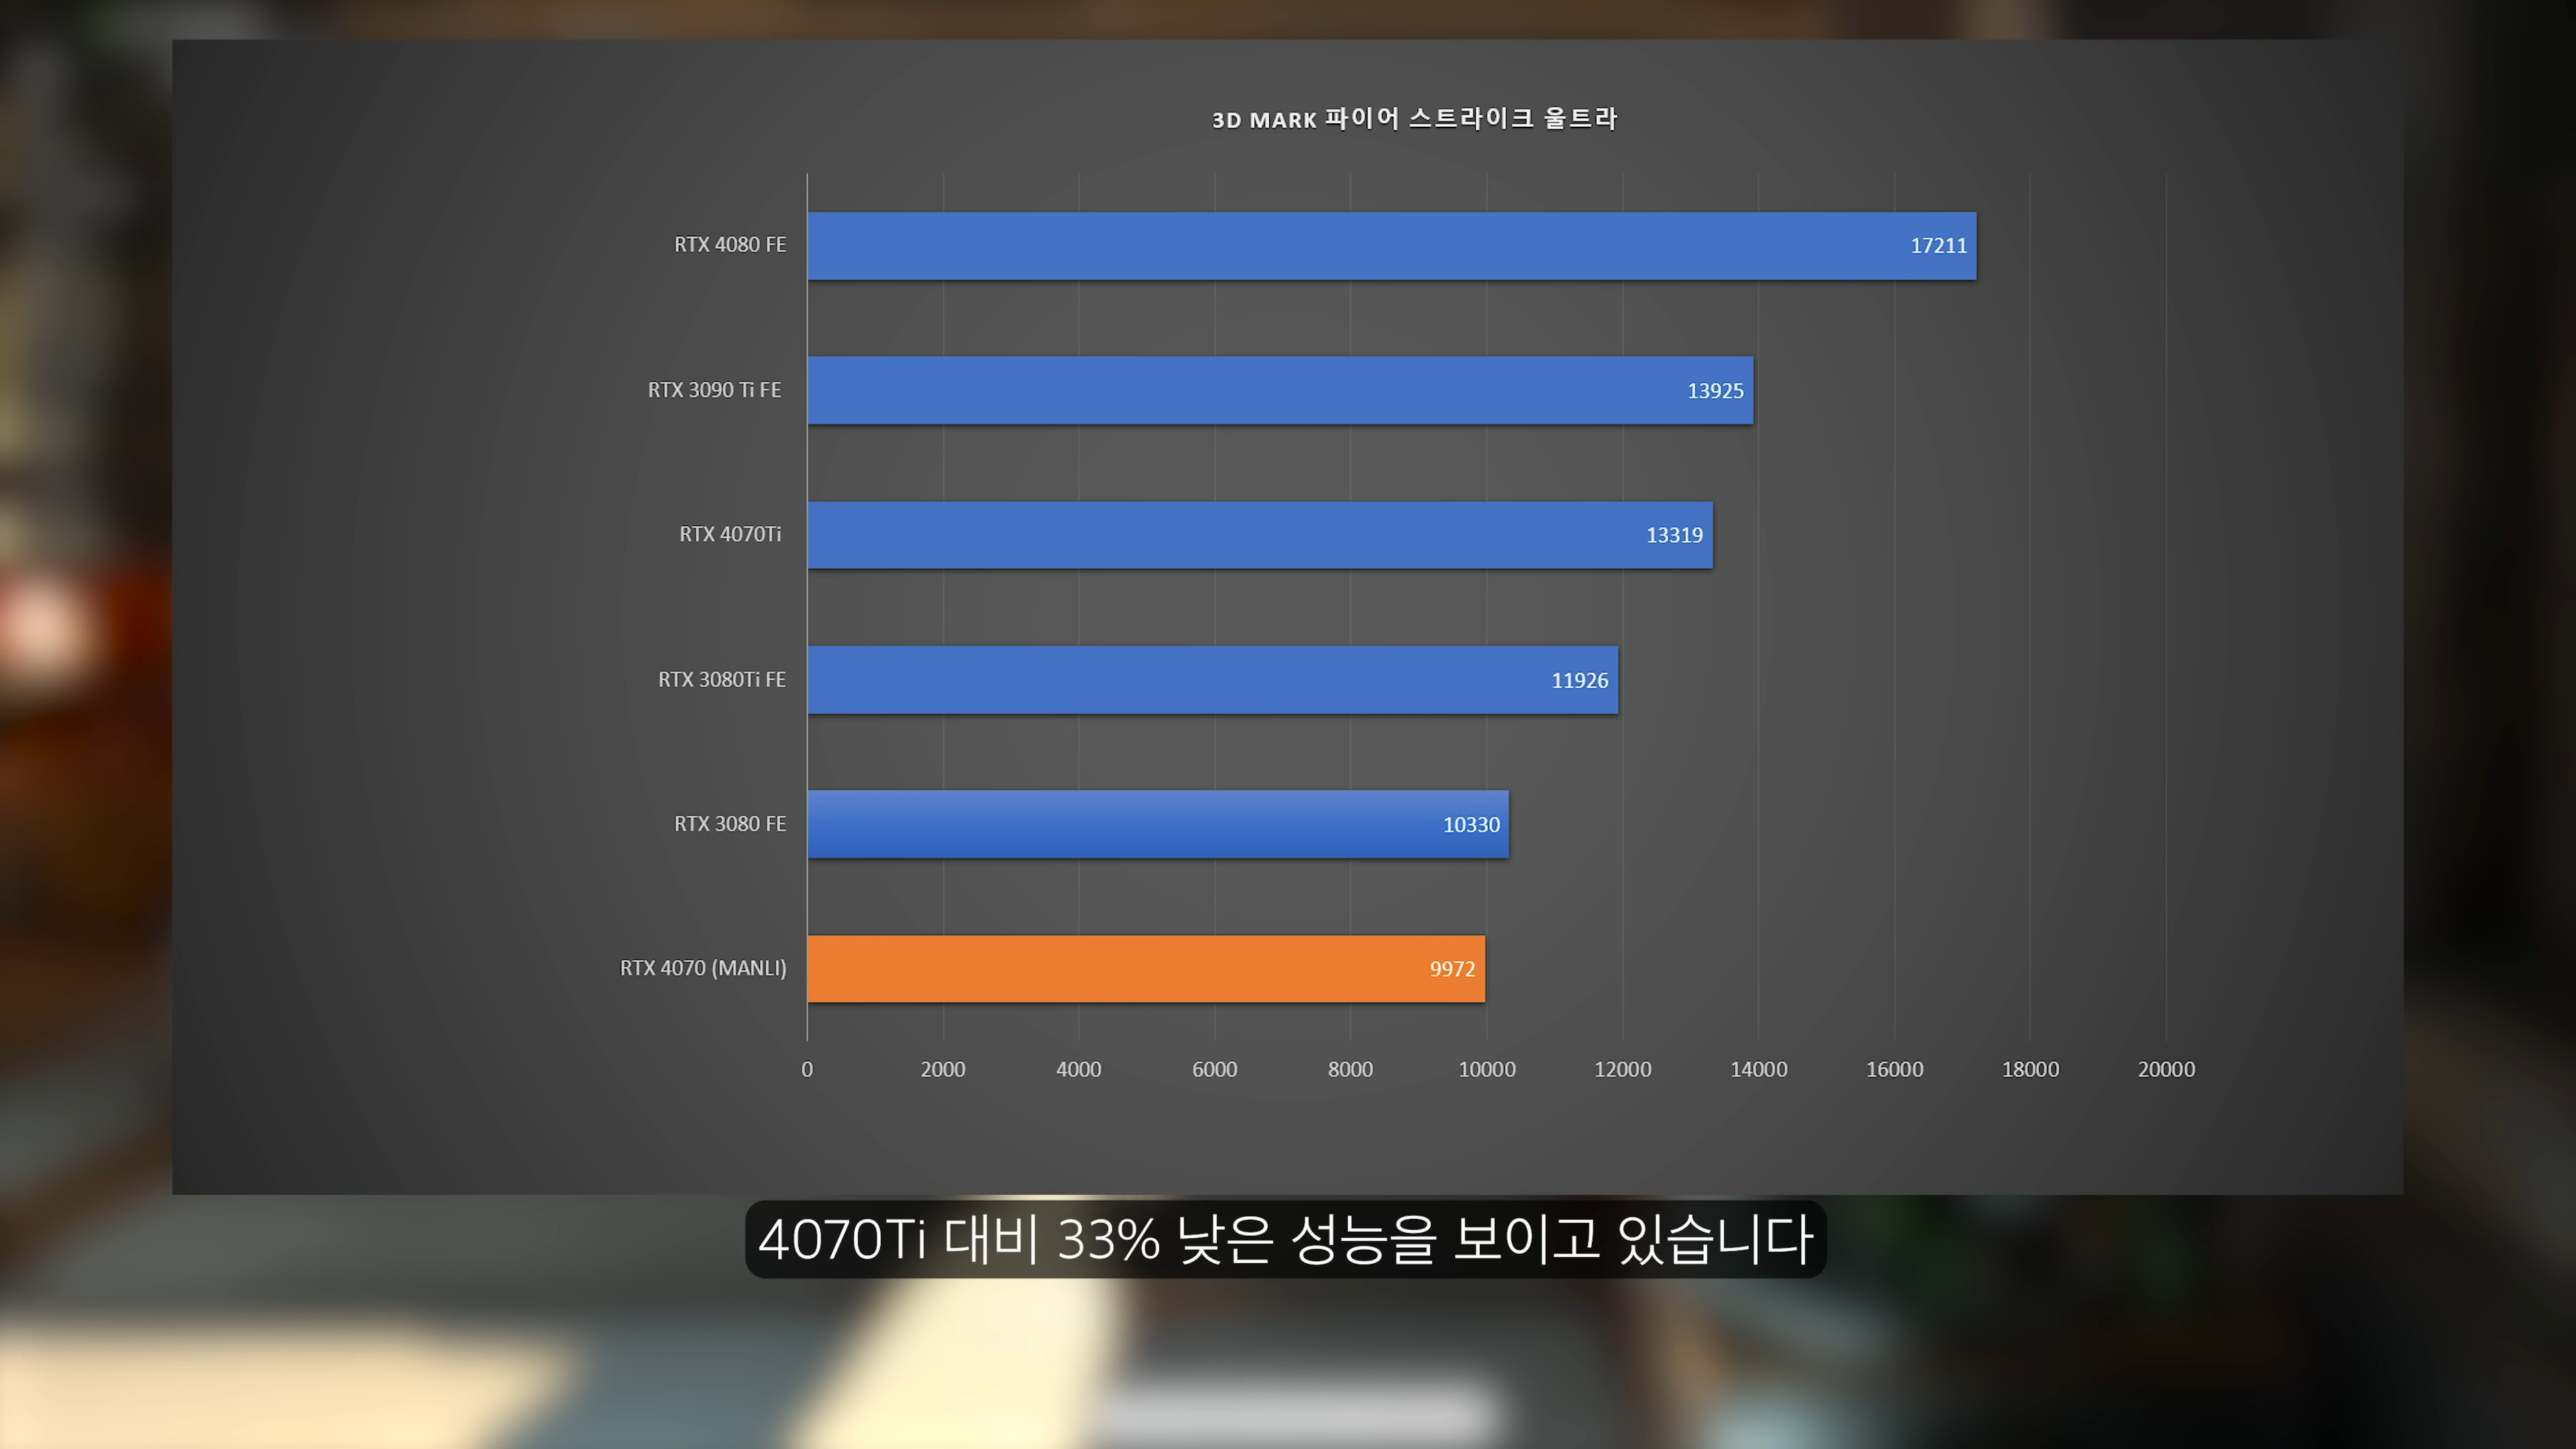 3D MARK 파이어 스트라이크 울트라
RTX 4080 FE
17211
RTX 3090 Ti FE
13925
RTX 4070Ti
13319
RTX 3080Ti FE
11926
RTX 3080 FE
10330
RTX 4070 (MANLI)
9972
0 2000 4000 6000 8000 10000 12000 14000 16000 18000 20000
4070Ti 대비 33% 낮은 성능을 보이고 있습니다